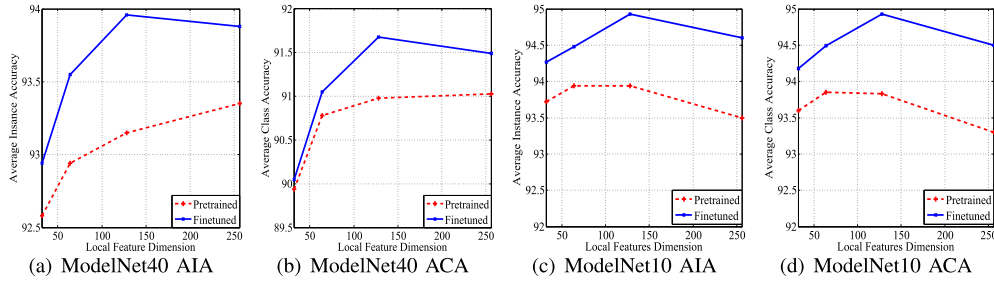 94
93.5
93
92.5
50
100
150
200
250
Average Insance Accuracy
Local Feature Dimension
Pretrained
Finetuned
(a) ModelNet40 AIA
92
91.5
91
90.5
90
89.5
50
100
150
200
250
Average Class Accuracy
Local Feature Dimension
Pretrained
Finetuned
(b) ModelNet40 ACA
95
94.5
94
93.5
93
92.5
92
50
100
150
200
250
Average Instance Accuracy
Local Features Dimension
Pretrained
Finetuned
(c) ModelNet10 AIA
95
94.5
94
93.5
93
92.5
92
50
100
150
200
250
Average Class Accuracy
Local Features Dimension
Pretrained
Finetuned
(d) ModelNet10 ACA